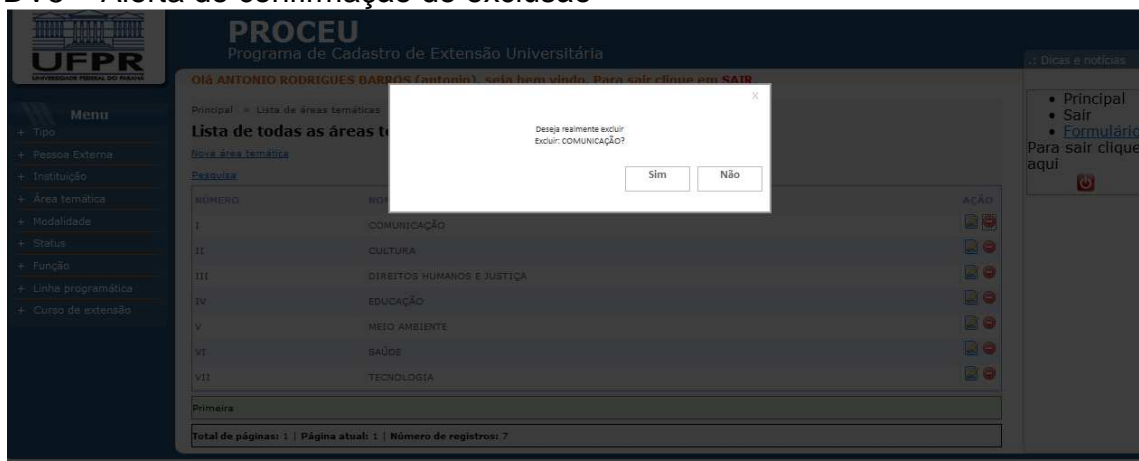 DV3 – Alerta de confirmação de exclusão
UFPR
UNIVERSIDADE FEDERAL DO PARANÁ
PROCEU
Programa de Cadastro de Extensão Universitária
.: Dicas e notícias
Olá ANTONIO RODRIGUES BARROS (antonio), seja bem vindo. Para sair clique em SAIR
Menu
+ Tipo
+ Pessoa Externa
+ Instituição
+ Área temática
+ Modalidade
+ Status
+ Função
+ Linha programática
+ Curso de extensão
Principal » Lista de áreas temáticas
Lista de todas as áreas t
Nova área temática
Pesquisa
X
Deseja realmente excluir
Excluir: COMUNICAÇÃO?
Sim Não
NÚMERO NO AÇÃO
I COMUNICAÇÃO
II CULTURA
III DIREITOS HUMANOS E JUSTIÇA
IV EDUCAÇÃO
V MEIO AMBIENTE
VI SAÚDE
VII TECNOLOGIA
Primeira
Total de páginas: 1 | Página atual: 1 | Número de registros: 7
• Principal
• Sair
• Formulário
Para sair clique
aqui